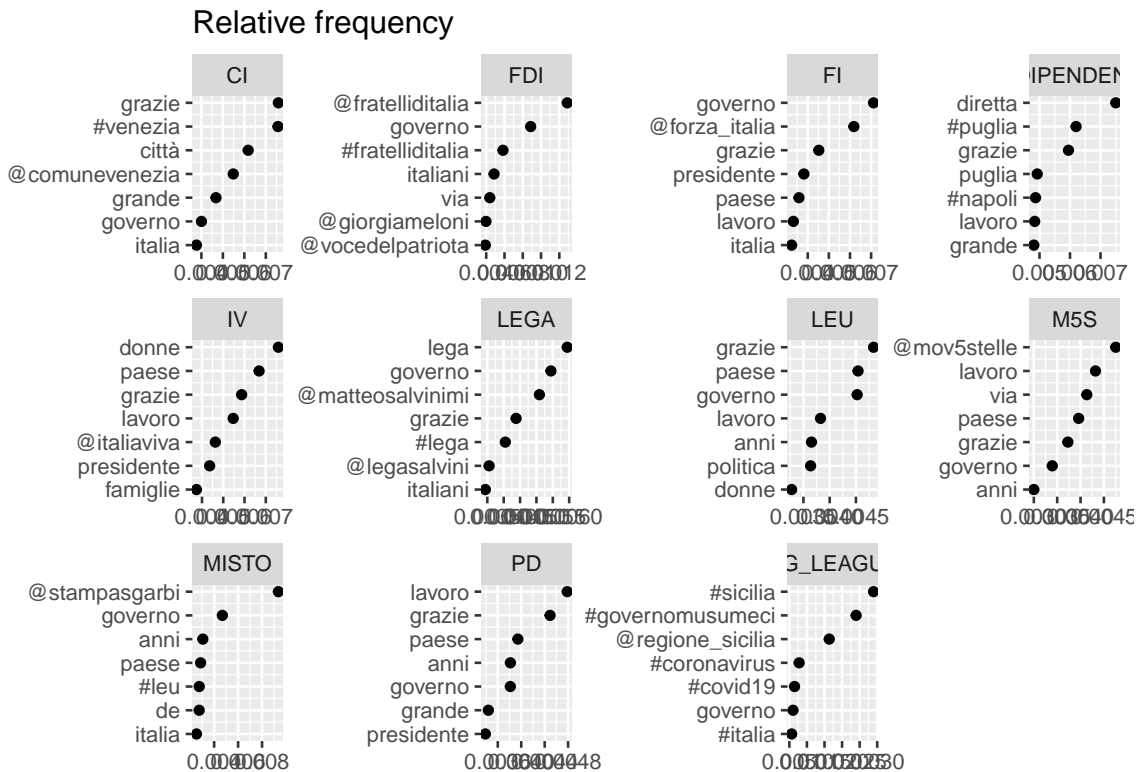 Relative frequency
CI
grazie
#venezia
città
@comunevenezia
grande
governo
italia
FDI
@fratelliditalia
governo
#fratelliditalia
italiani
via
@giorgiameloni
@vocedelpatriota
FI
governo
@forza_italia
grazie
presidente
paese
lavoro
italia
IPENDEN
diretta
#puglia
grazie
puglia
#napoli
lavoro
grande
IV
donne
paese
grazie
lavoro
@italiaviva
presidente
famiglie
LEGA
lega
governo
@matteosalvinimi
grazie
#lega
@legasalvini
italiani
LEU
grazie
paese
governo
lavoro
anni
politica
donne
M5S
@mov5stelle
lavoro
via
paese
grazie
governo
anni
MISTO
@stampasgarbi
governo
anni
paese
#leu
de
italia
PD
lavoro
grazie
paese
anni
governo
grande
presidente
G_LEAGU
#sicilia
#governomusumeci
@regione_sicilia
#coronavirus
#covid19
governo
#italia